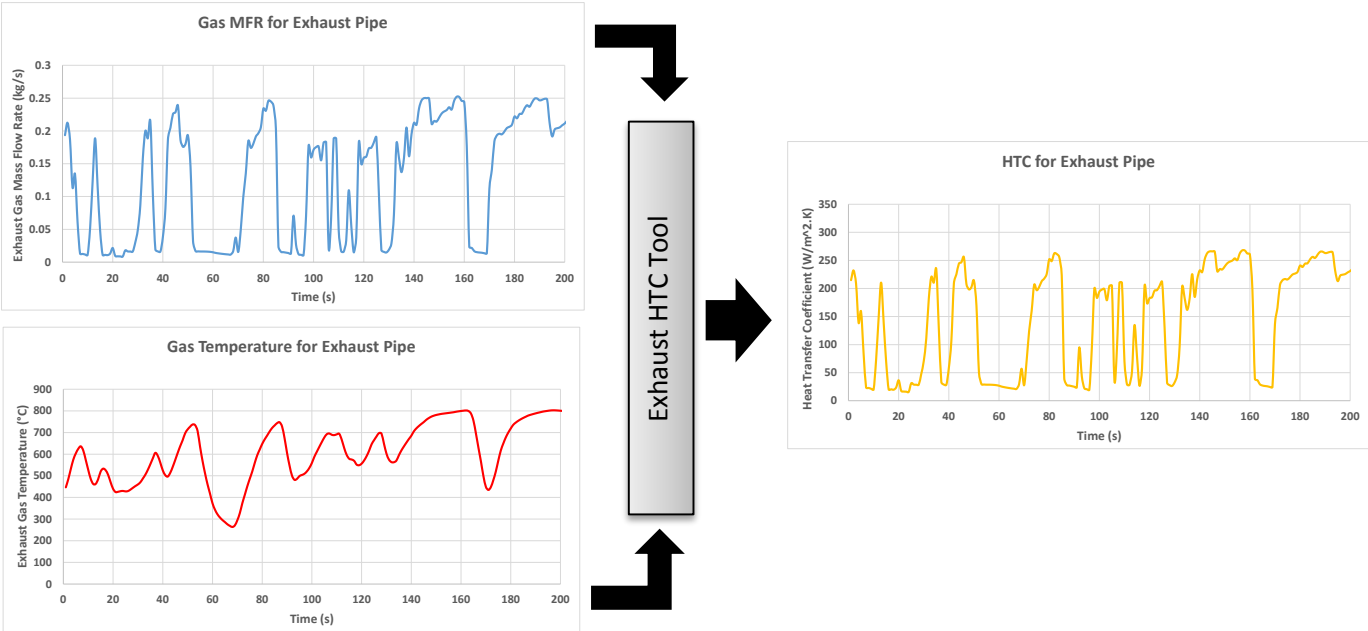 Gas MFR for Exhaust Pipe
Exhaust Gas Mass Flow Rate (kg/s)
0.3
0.25
0.2
0.15
0.1
0.05
0
0 20 40 60 80 100 120 140 160 180 200
Time (s)
Gas Temperature for Exhaust Pipe
Exhaust Gas Temperature (°C)
900
800
700
600
500
400
300
200
100
0
0 20 40 60 80 100 120 140 160 180 200
Time (s)
Exhaust HTC Tool
HTC for Exhaust Pipe
Heat Transfer Coefficient (W/m^2.K)
350
300
250
200
150
100
50
0
0 20 40 60 80 100 120 140 160 180 200
Time (s)